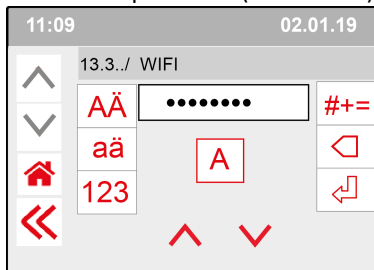 11:09 02.01.19
13.3../ WIFI
AÄ •••••••• #+=
aä A
123